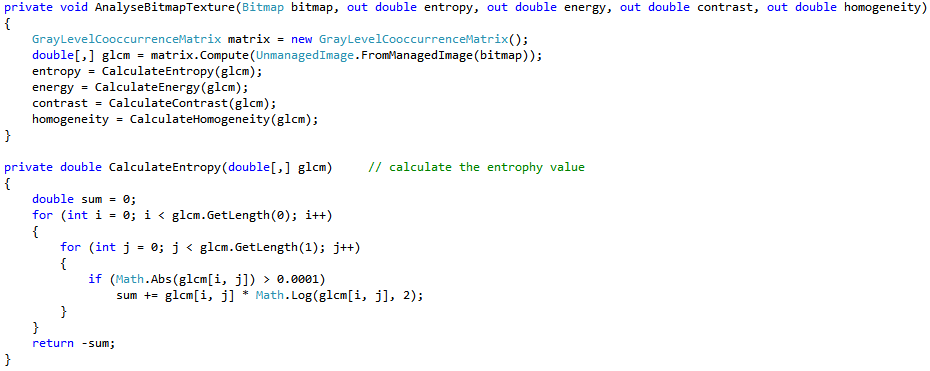 private void AnalyseBitmapTexture(Bitmap bitmap, out double entropy, out double energy, out double contrast, out double homogeneity)
{
    GrayLevelCooccurrenceMatrix matrix = new GrayLevelCooccurrenceMatrix();
    double[,] glcm = matrix.Compute(UnmanagedImage.FromManagedImage(bitmap));
    entropy = CalculateEntropy(glcm);
    energy = CalculateEnergy(glcm);
    contrast = CalculateContrast(glcm);
    homogeneity = CalculateHomogeneity(glcm);
}

private double CalculateEntropy(double[,] glcm)     // calculate the entrophy value
{
    double sum = 0;
    for (int i = 0; i < glcm.GetLength(0); i++)
    {
        for (int j = 0; j < glcm.GetLength(1); j++)
        {
            if (Math.Abs(glcm[i, j]) > 0.0001)
                sum += glcm[i, j] * Math.Log(glcm[i, j], 2);
        }
    }
    return -sum;
}